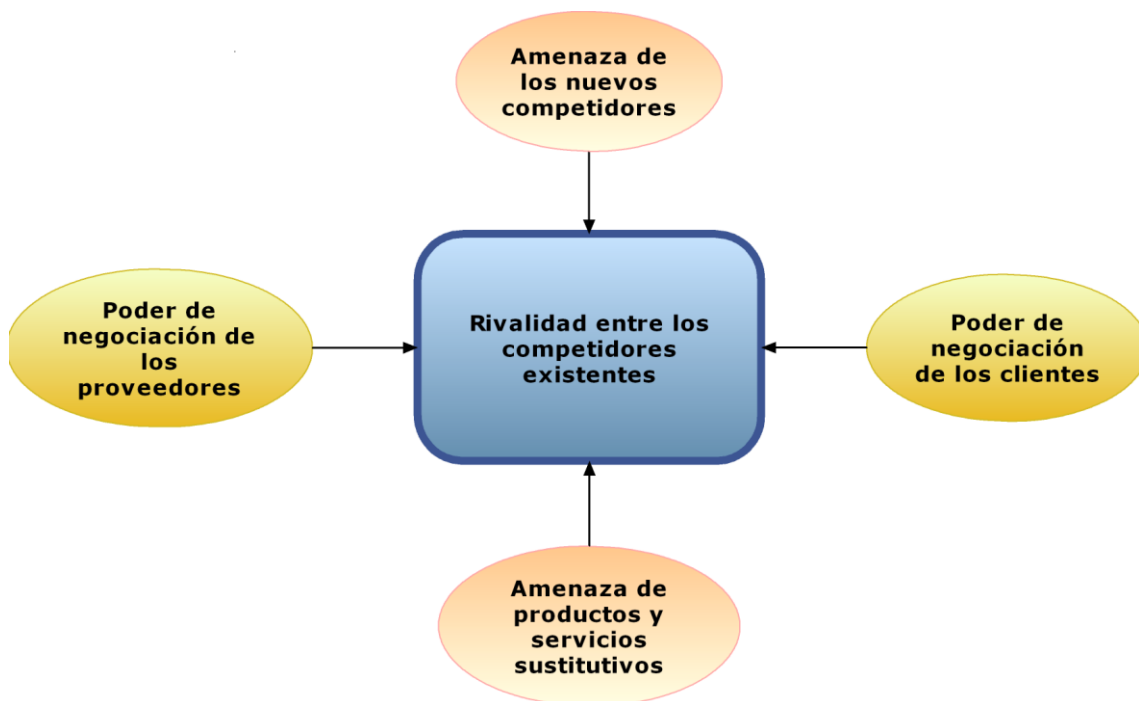 Amenaza de
los nuevos
competidores
Poder de
negociación de
los
proveedores
Rivalidad entre los
competidores
existentes
Poder de
negociación
de los clientes
Amenaza de
productos y
servicios
sustitutivos